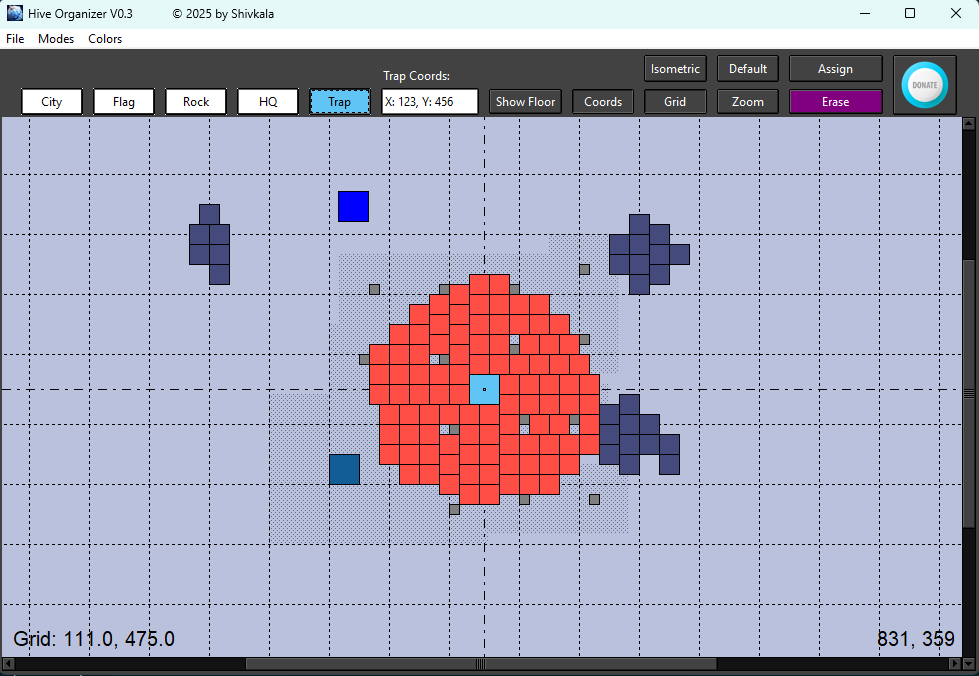 Hive Organizer V0.3 © 2025 by Shivkala
File Modes Colors
Trap Coords:
Isometric Default Assign
DONATE
City Flag Rock HQ Trap X: 123, Y: 456 Show Floor Coords Grid Zoom Erase
Grid: 111.0, 475.0
831, 359